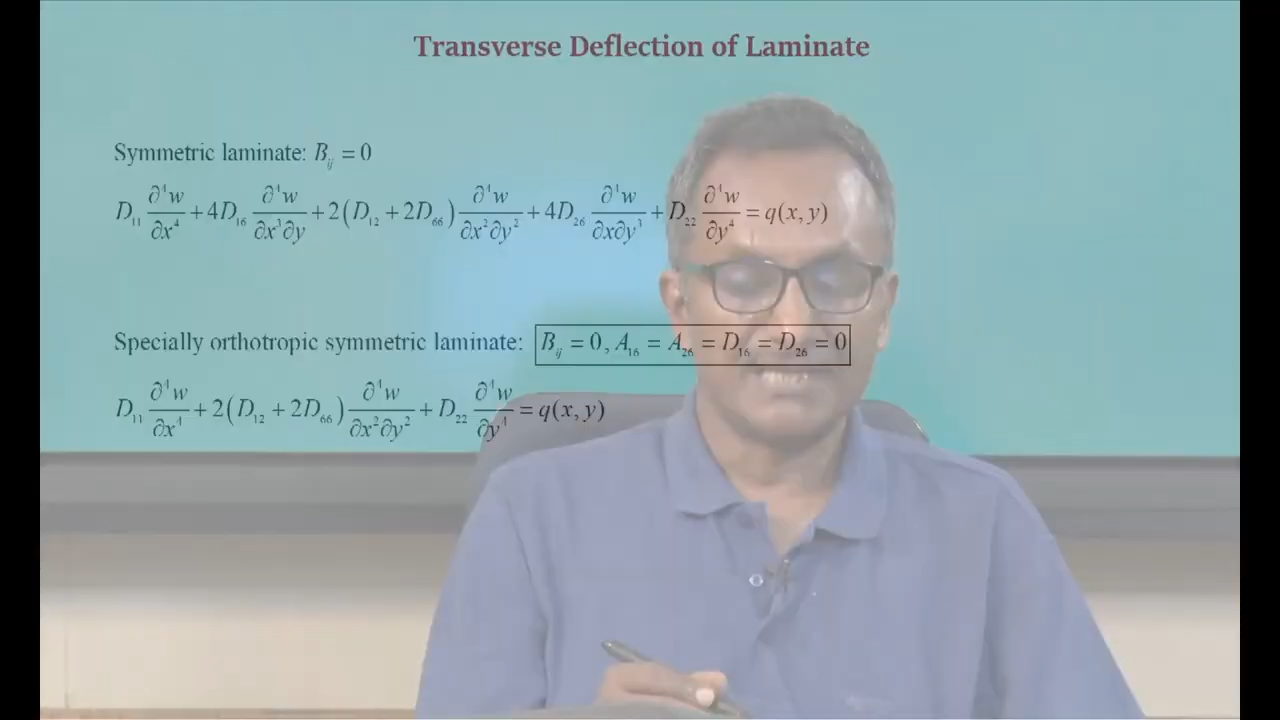 Transverse Deflection of Laminate
Symmetric laminate: B_ij = 0
D_11 ∂⁴w/∂x⁴ + 4D_16 ∂⁴w/∂x³∂y + 2(D_12 + 2D_66) ∂⁴w/∂x²∂y² + 4D_26 ∂⁴w/∂x∂y³ + D_22 ∂⁴w/∂y⁴ = q(x, y)
Specially orthotropic symmetric laminate: B_ij = 0, A_16 = A_26 = D_16 = D_26 = 0
D_11 ∂⁴w/∂x⁴ + 2(D_12 + 2D_66) ∂⁴w/∂x²∂y² + D_22 ∂⁴w/∂y⁴ = q(x, y)